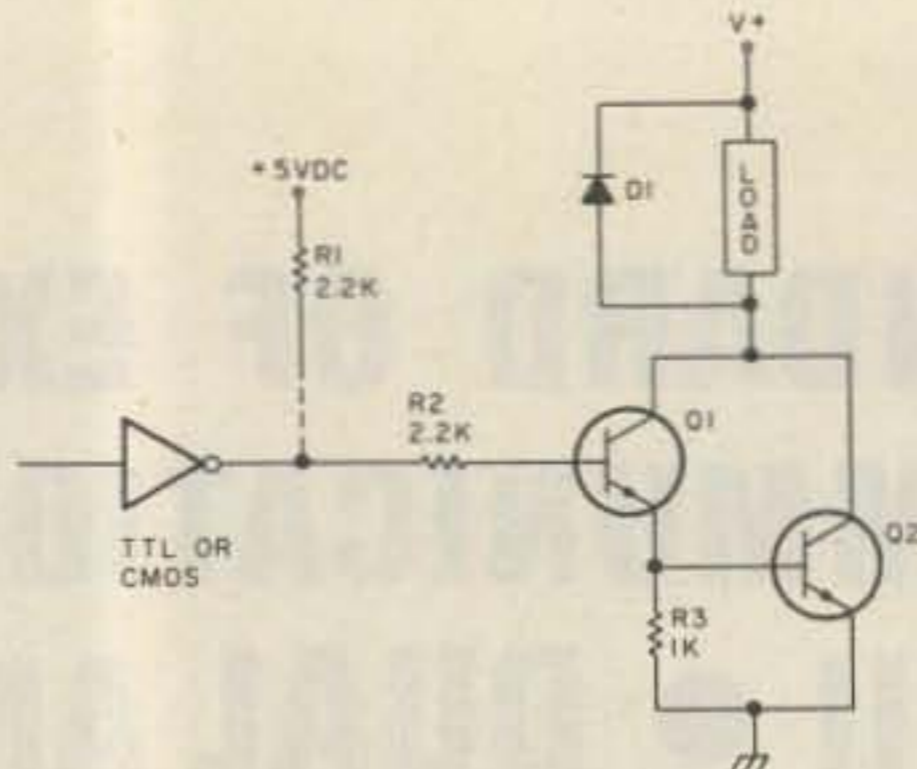 V+
+5VDC
R1
2.2K
D1
LOAD
R2
2.2K
Q1
TTL OR
CMOS
Q2
R3
1K